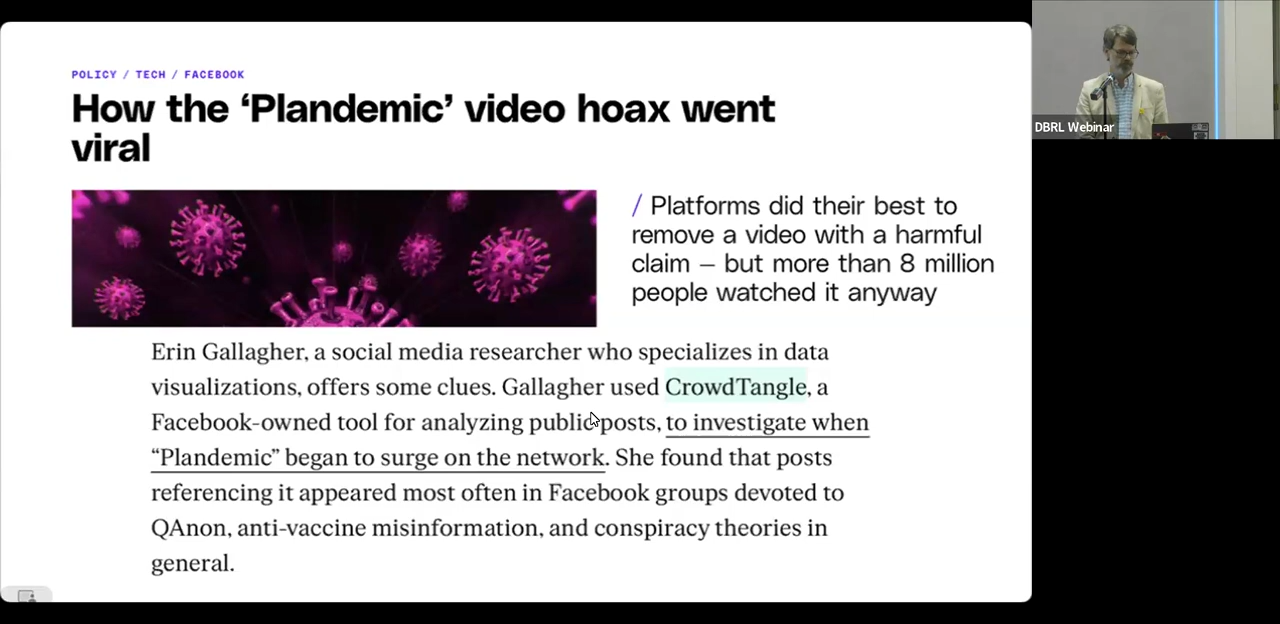 POLICY / TECH / FACEBOOK
How the ‘Plandemic’ video hoax went
viral
/ Platforms did their best to
remove a video with a harmful
claim — but more than 8 million
people watched it anyway
Erin Gallagher, a social media researcher who specializes in data
visualizations, offers some clues. Gallagher used CrowdTangle, a
Facebook-owned tool for analyzing public posts, to investigate when
“Plandemic” began to surge on the network. She found that posts
referencing it appeared most often in Facebook groups devoted to
QAnon, anti-vaccine misinformation, and conspiracy theories in
general.
DBRL Webinar